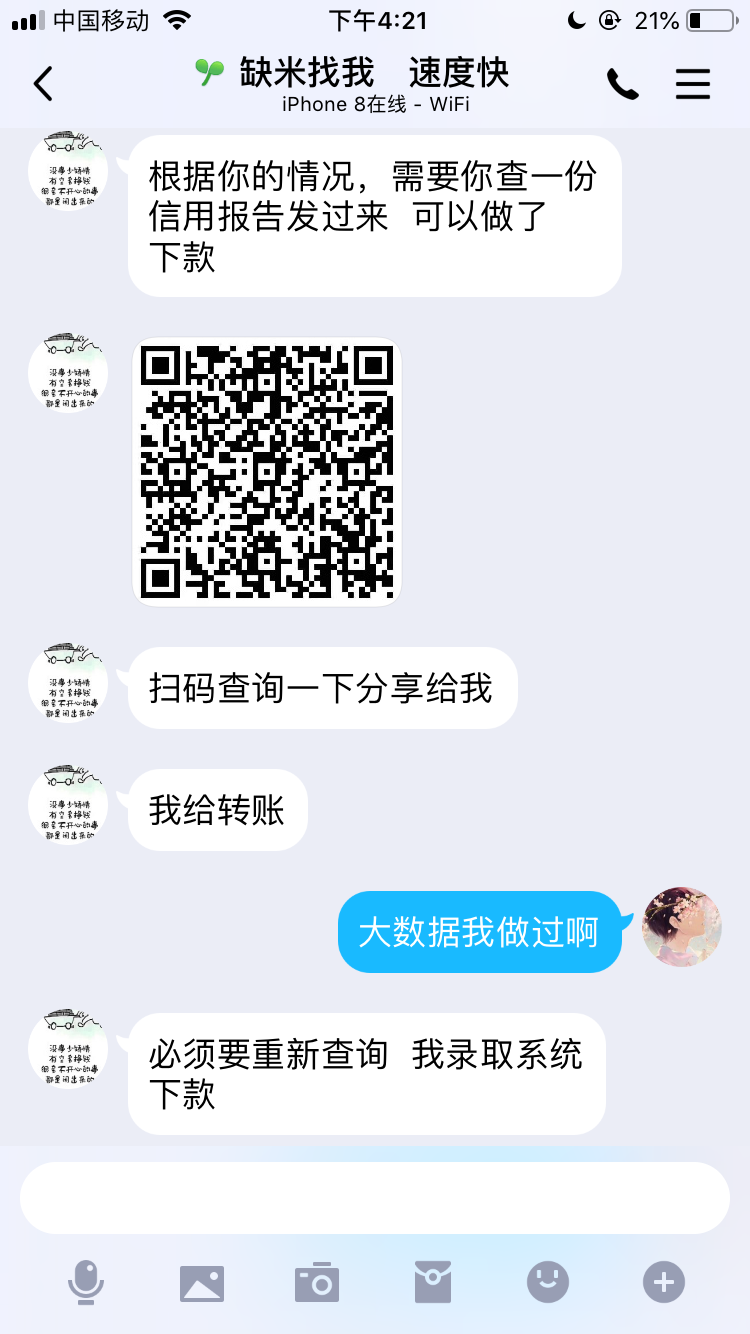 中国移动
下午4:21
21%
🌱 缺米找我 速度快
iPhone 8在线 - WiFi
根据你的情况，需要你查一份
信用报告发过来 可以做了
下款
扫码查询一下分享给我
我给转账
大数据我做过啊
必须要重新查询 我录取系统
下款